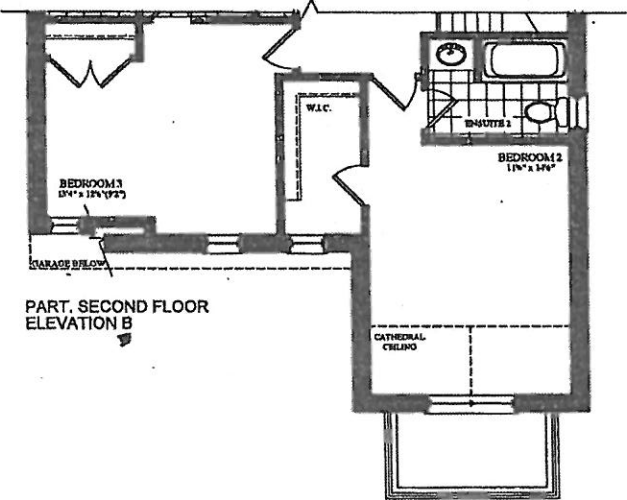 W.I.C.
ENSUITE 2
BEDROOM 2
BEDROOM 3
GARAGE BELOW
PART. SECOND FLOOR
ELEVATION B
CATHEDRAL
CEILING